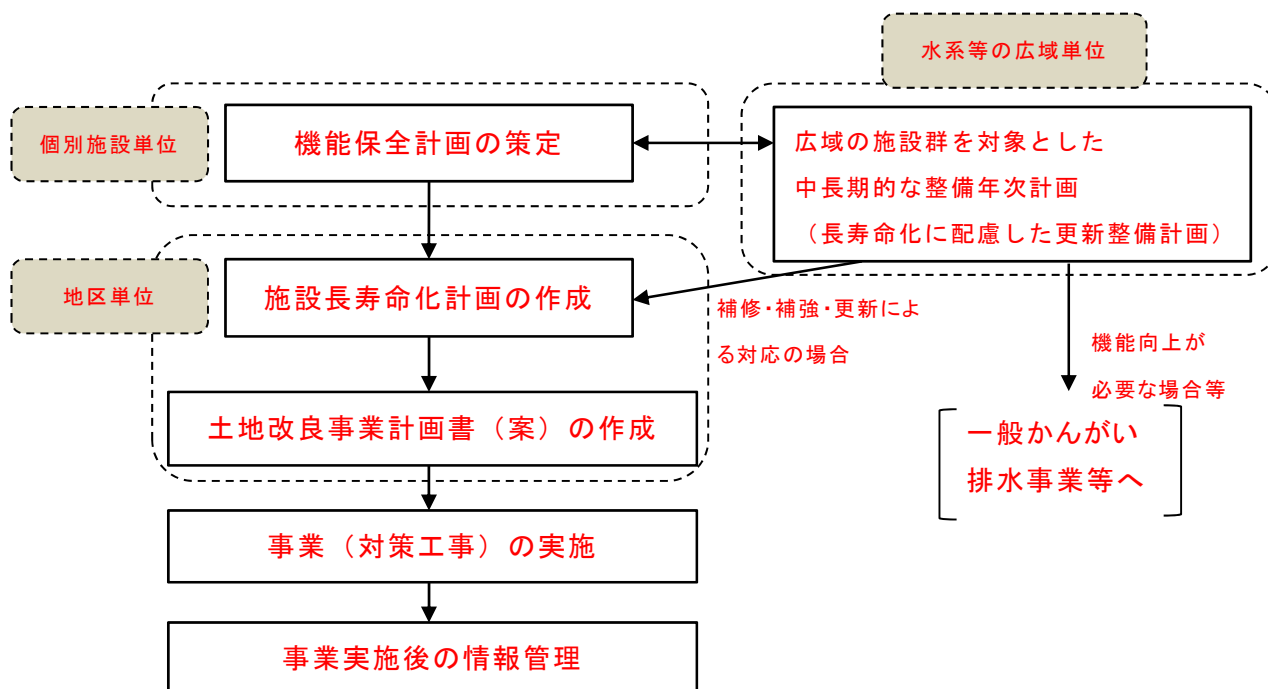 水系等の広域単位
個別施設単位
機能保全計画の策定
広域の施設群を対象とした
中長期的な整備年次計画
（長寿命化に配慮した更新整備計画）
地区単位
施設長寿命化計画の作成
補修・補強・更新によ
る対応の場合
機能向上が
必要な場合等
土地改良事業計画書（案）の作成
一般かんがい
排水事業等へ
事業（対策工事）の実施
事業実施後の情報管理